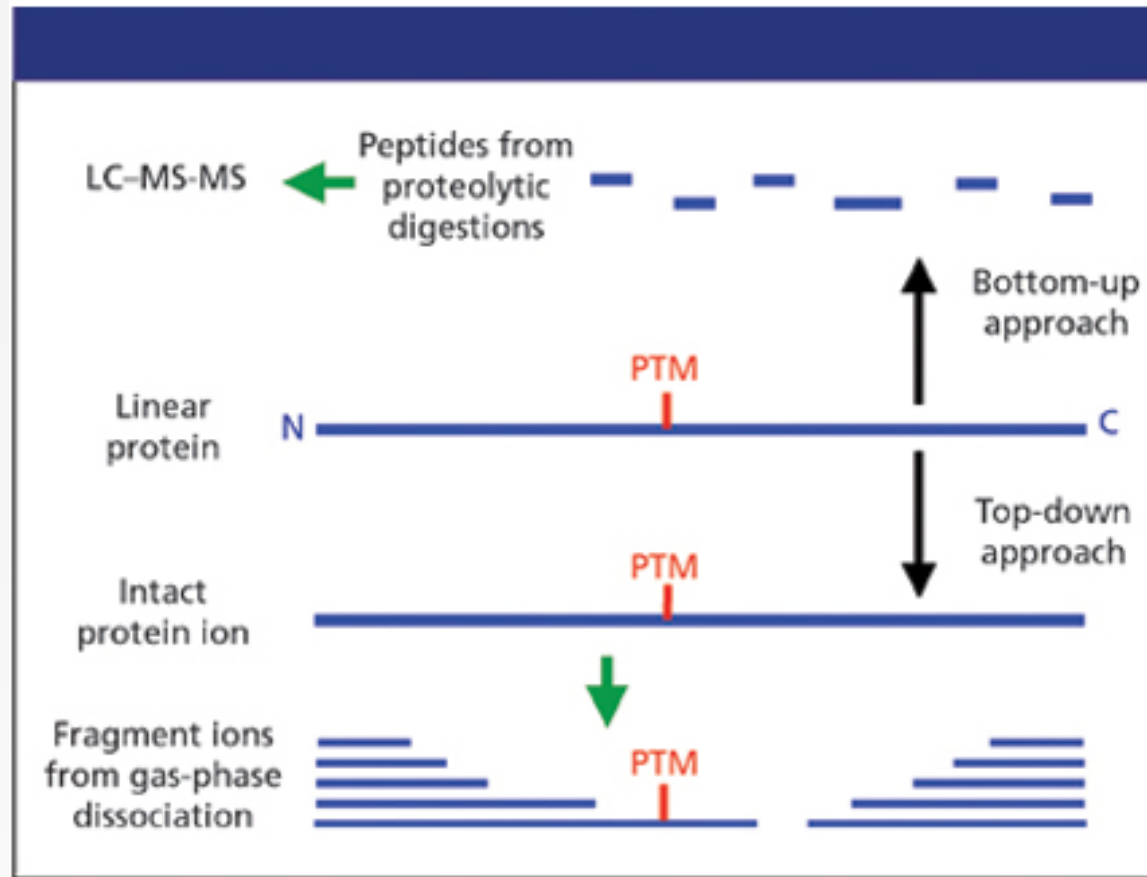 LC–MS-MS
Peptides from
proteolytic
digestions
Bottom-up
approach
PTM
Linear
protein
N
C
Top-down
approach
PTM
Intact
protein ion
Fragment ions
from gas-phase
dissociation
PTM